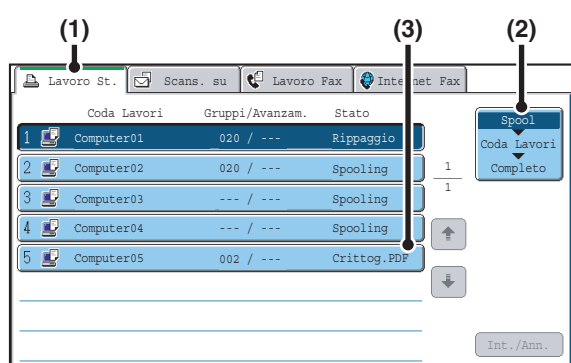 (1) (3) (2)
Lavoro St. Scans. su Lavoro Fax Internet Fax
Coda Lavori Gruppi/Avanzam. Stato
1 Computer01 020 / --- Rippaggio
2 Computer02 020 / --- Spooling
3 Computer03 --- / --- Spooling
4 Computer04 --- / --- Spooling
5 Computer05 002 / --- Crittog.PDF
1
1
Spool
Coda Lavori
Completo
Int./Ann.